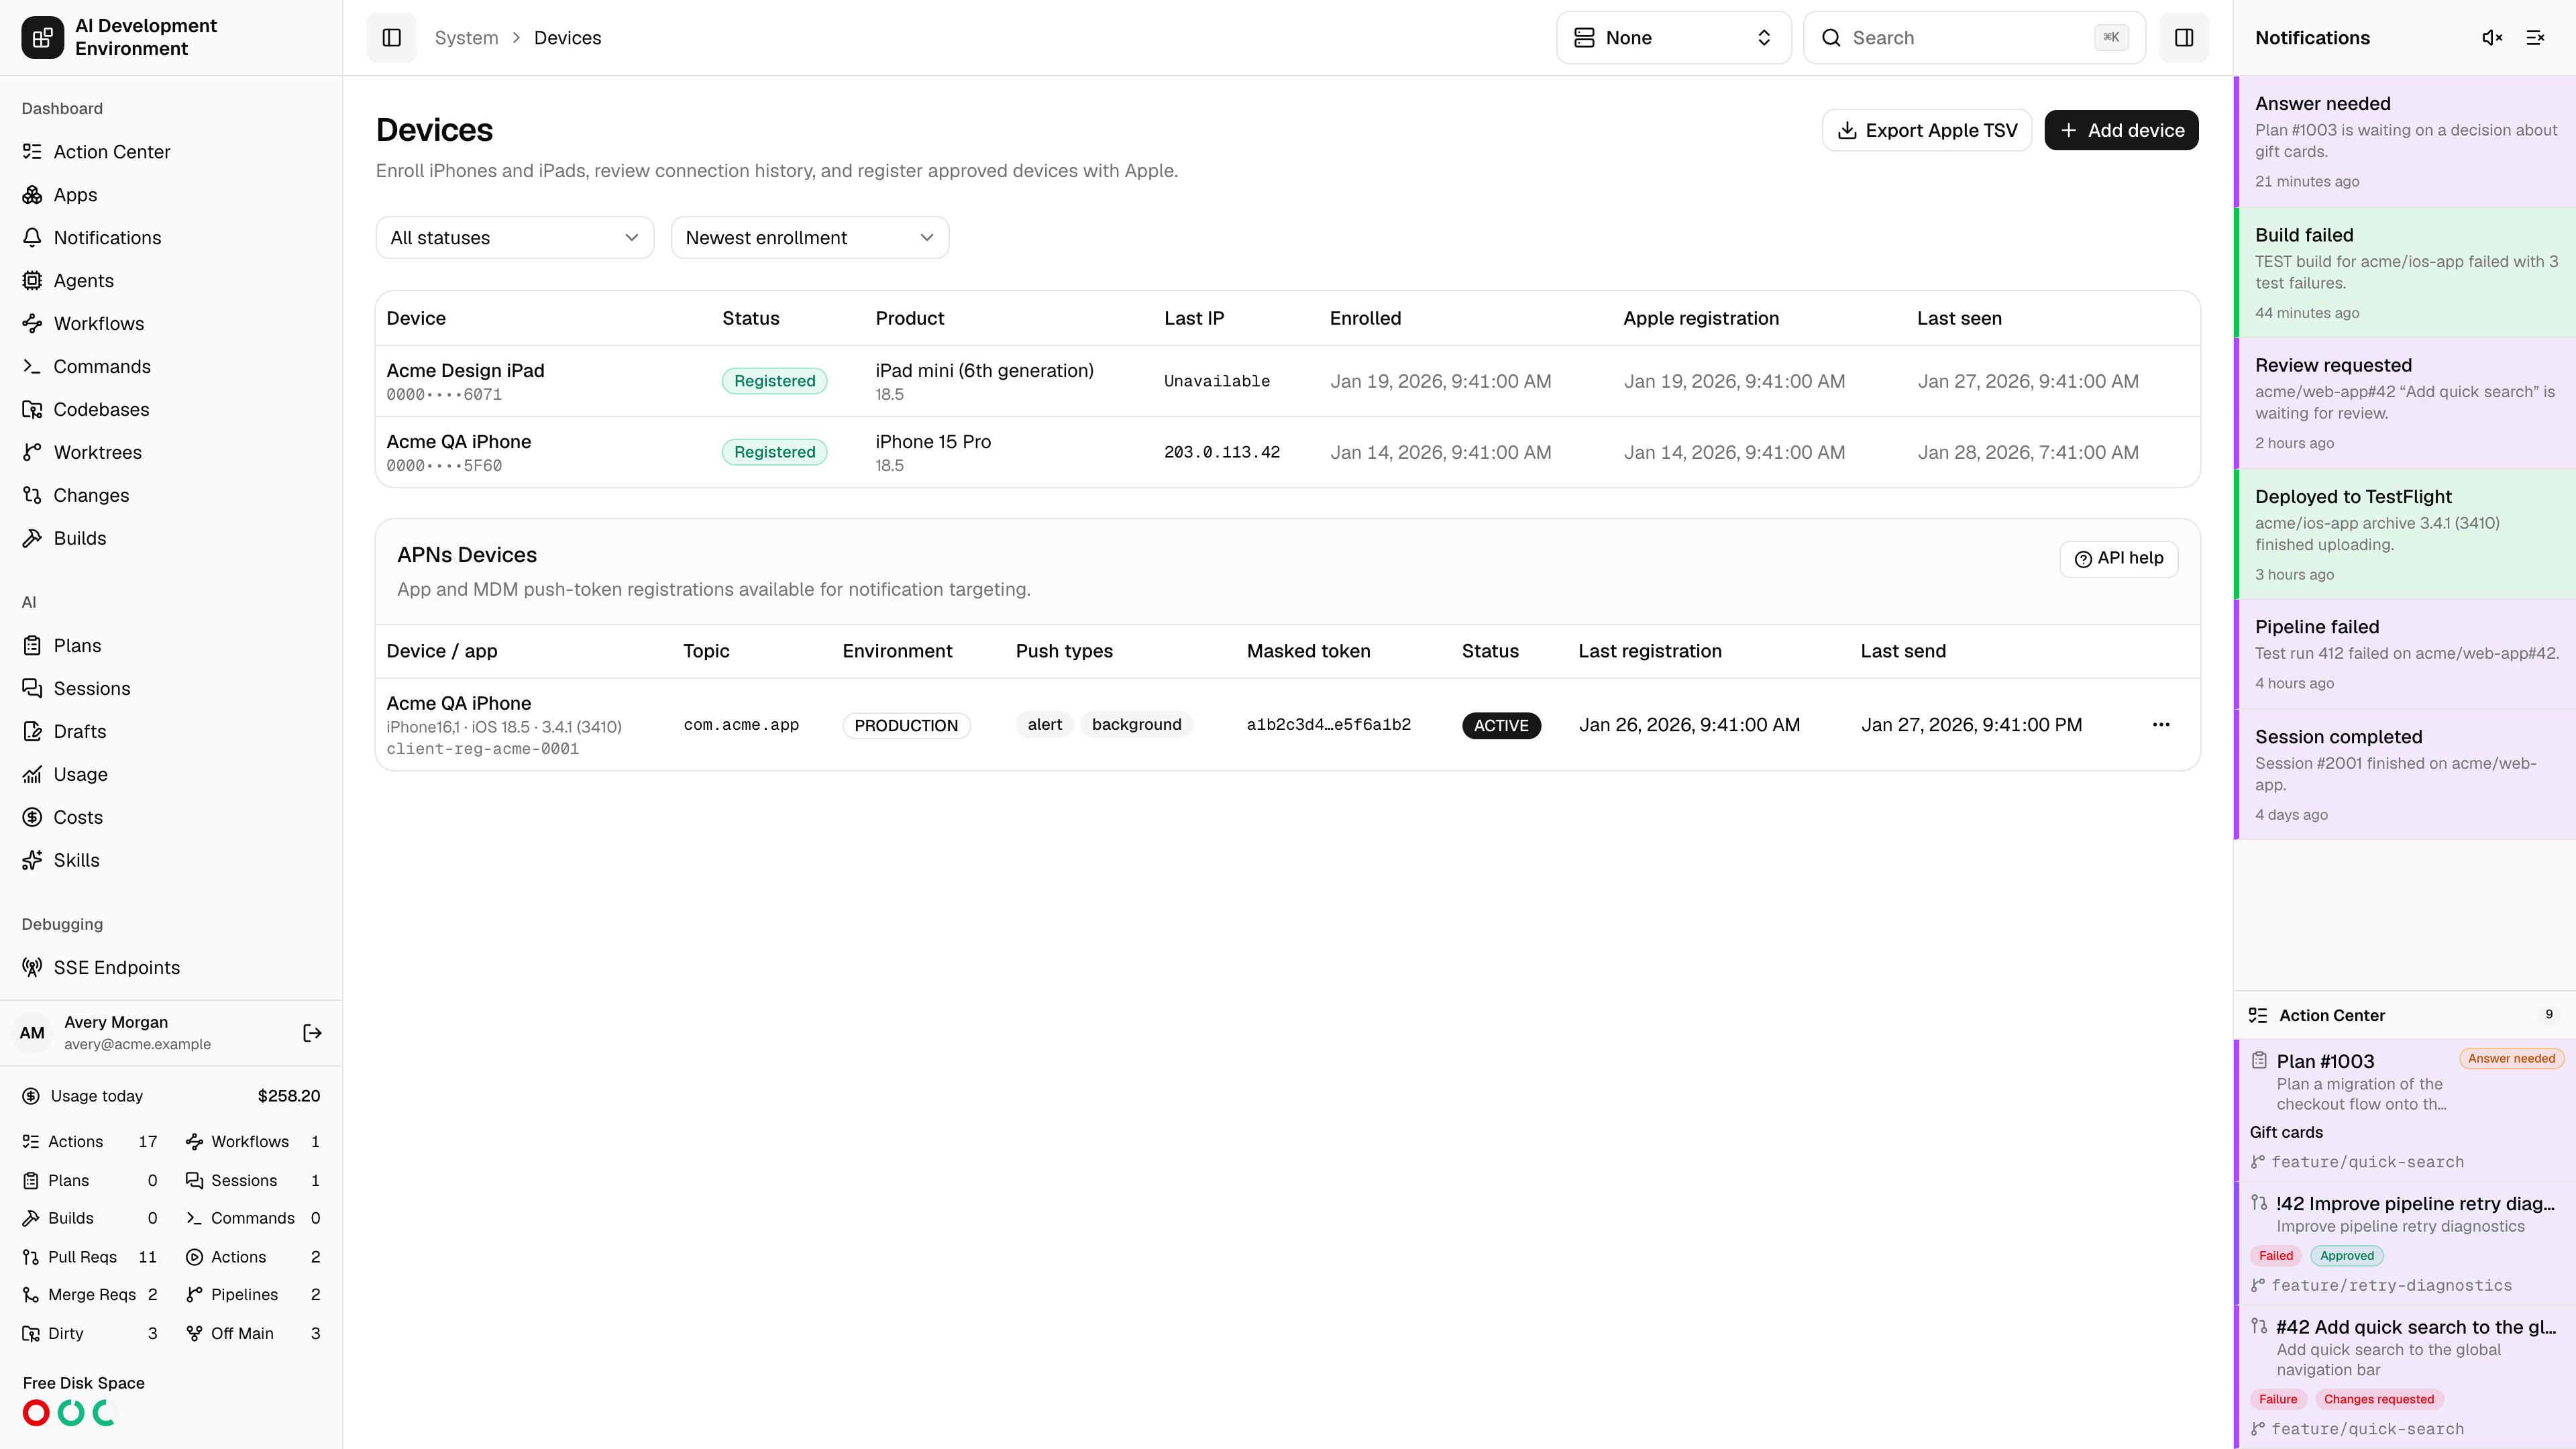 AI Development
Environment
Dashboard
Action Center
Apps
Notifications
Agents
Workflows
Commands
Codebases
Worktrees
Changes
Builds
AI
Plans
Sessions
Drafts
Usage
Costs
Skills
Debugging
SSE Endpoints
AM
Avery Morgan
avery@acme.example
Usage today $258.20
Actions 17 Workflows 1
Plans 0 Sessions 1
Builds 0 Commands 0
Pull Reqs 11 Actions 2
Merge Reqs 2 Pipelines 2
Dirty 3 Off Main 3
Free Disk Space
System > Devices
None
Search ⌘K
Devices
Enroll iPhones and iPads, review connection history, and register approved devices with Apple.
Export Apple TSV
Add device
All statuses
Newest enrollment
Device Status Product Last IP Enrolled Apple registration Last seen
Acme Design iPad
0000••••6071
Registered
iPad mini (6th generation)
18.5
Unavailable
Jan 19, 2026, 9:41:00 AM
Jan 19, 2026, 9:41:00 AM
Jan 27, 2026, 9:41:00 AM
Acme QA iPhone
0000••••5F60
Registered
iPhone 15 Pro
18.5
203.0.113.42
Jan 14, 2026, 9:41:00 AM
Jan 14, 2026, 9:41:00 AM
Jan 28, 2026, 7:41:00 AM
APNs Devices
App and MDM push-token registrations available for notification targeting.
API help
Device / app Topic Environment Push types Masked token Status Last registration Last send
Acme QA iPhone
iPhone16,1 · iOS 18.5 · 3.4.1 (3410)
client-reg-acme-0001
com.acme.app
PRODUCTION
alert background
a1b2c3d4…e5f6a1b2
ACTIVE
Jan 26, 2026, 9:41:00 AM
Jan 27, 2026, 9:41:00 PM
Notifications
Answer needed
Plan #1003 is waiting on a decision about
gift cards.
21 minutes ago
Build failed
TEST build for acme/ios-app failed with 3
test failures.
44 minutes ago
Review requested
acme/web-app#42 “Add quick search” is
waiting for review.
2 hours ago
Deployed to TestFlight
acme/ios-app archive 3.4.1 (3410)
finished uploading.
3 hours ago
Pipeline failed
Test run 412 failed on acme/web-app#42.
4 hours ago
Session completed
Session #2001 finished on acme/web-
app.
4 days ago
Action Center 9
Plan #1003 Answer needed
Plan a migration of the
checkout flow onto th…
Gift cards
feature/quick-search
!42 Improve pipeline retry diag…
Improve pipeline retry diagnostics
Failed Approved
feature/retry-diagnostics
#42 Add quick search to the gl…
Add quick search to the global
navigation bar
Failure Changes requested
feature/quick-search